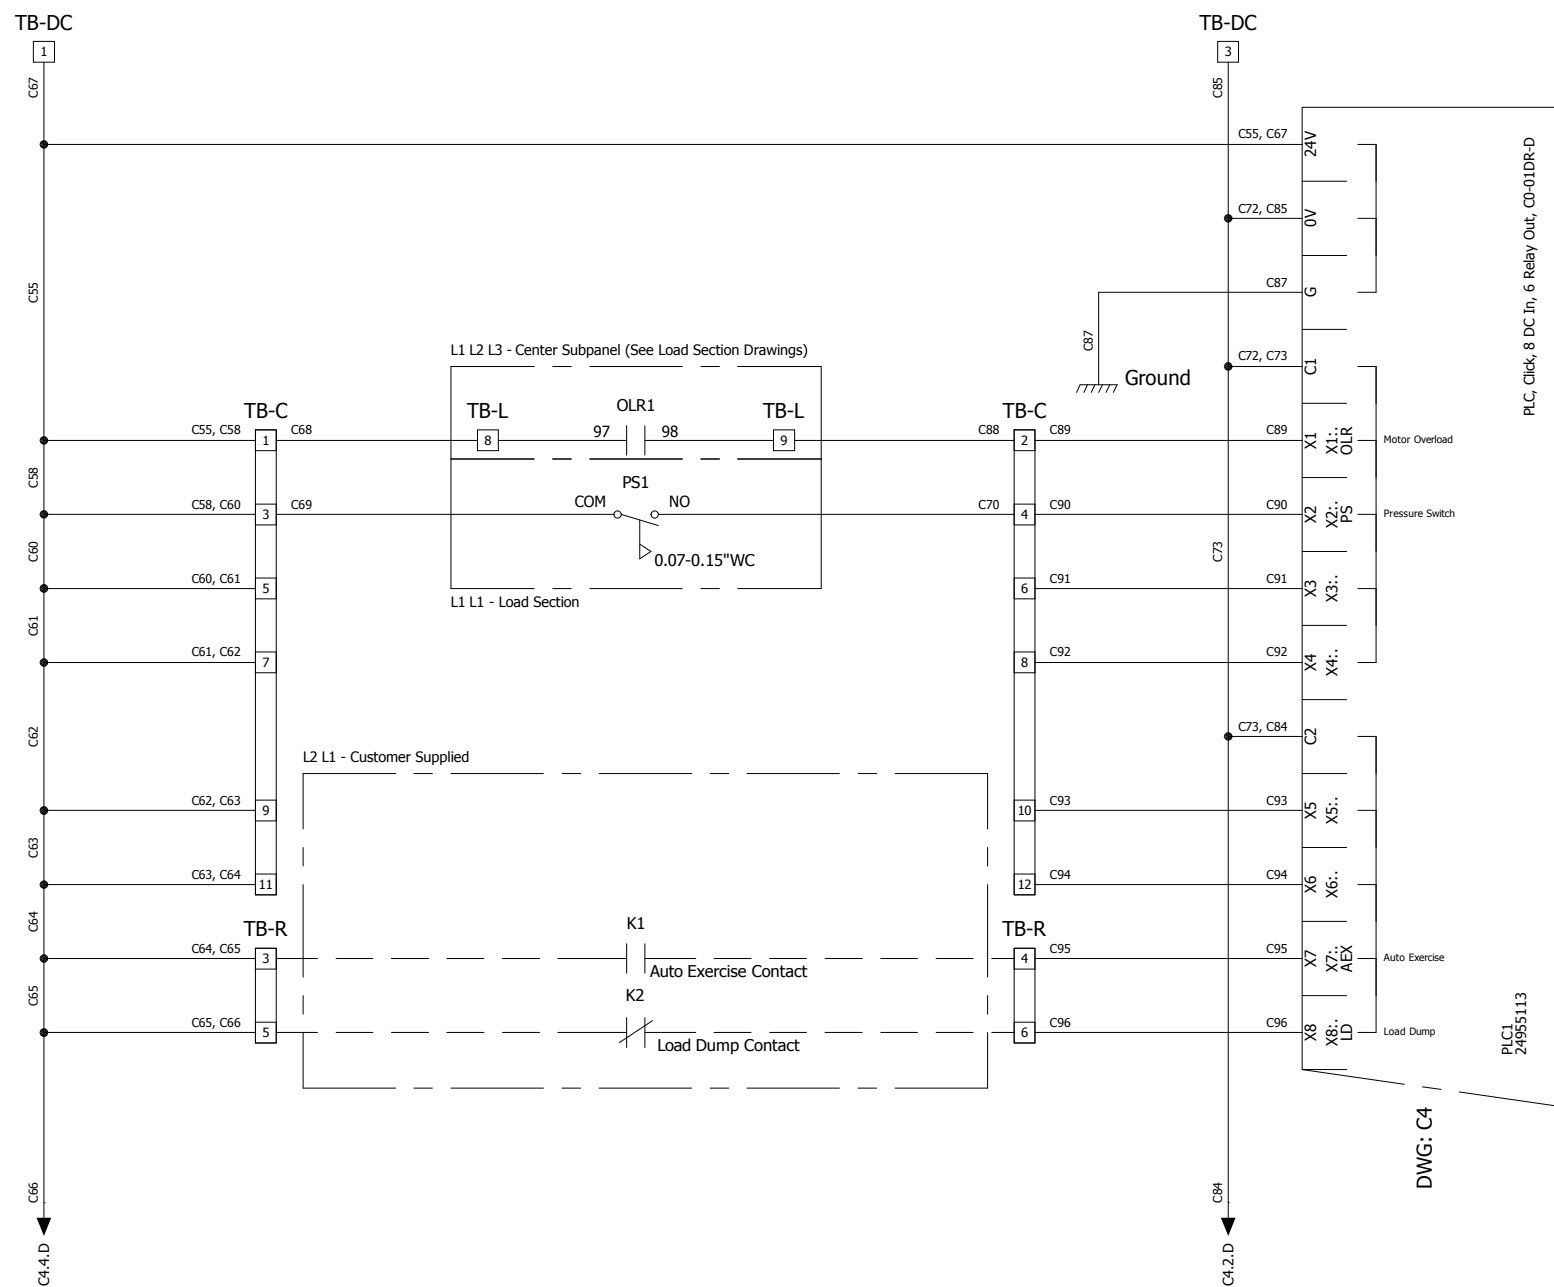 TB-DC
1
C67
TB-DC
3
C85
C55, C67
24V
C72, C85
0V
C55
C87
G
C87
Ground
C72, C73
C1
PLC, Click, 8 DC In, 6 Relay Out, C0-01DR-D
L1 L2 L3 - Center Subpanel (See Load Section Drawings)
TB-C
TB-L
OLR1
TB-L
TB-C
C55, C58
1
C68
8
97
98
9
C88
2
C89
C89
X1
X1:.
OLR
Motor Overload
C58
PS1
C58, C60
3
C69
COM
NO
C70
4
C90
C90
X2
X2:.
PS
Pressure Switch
C60
0.07-0.15"WC
C73
C60, C61
5
6
C91
C91
X3
X3:.
L1 L1 - Load Section
C61
C61, C62
7
8
C92
C92
X4
X4:.
C62
C73, C84
C2
L2 L1 - Customer Supplied
C62, C63
9
10
C93
C93
X5
X5:.
C63
C63, C64
11
12
C94
C94
X6
X6:.
C64
TB-R
K1
TB-R
C64, C65
3
4
C95
C95
X7
X7:.
AEX
Auto Exercise
Auto Exercise Contact
C65
K2
C65, C66
5
6
C96
C96
X8
X8:.
LD
Load Dump
Load Dump Contact
PLC1
24955113
DWG: C4
C66
C84
C4.4.D
C4.2.D